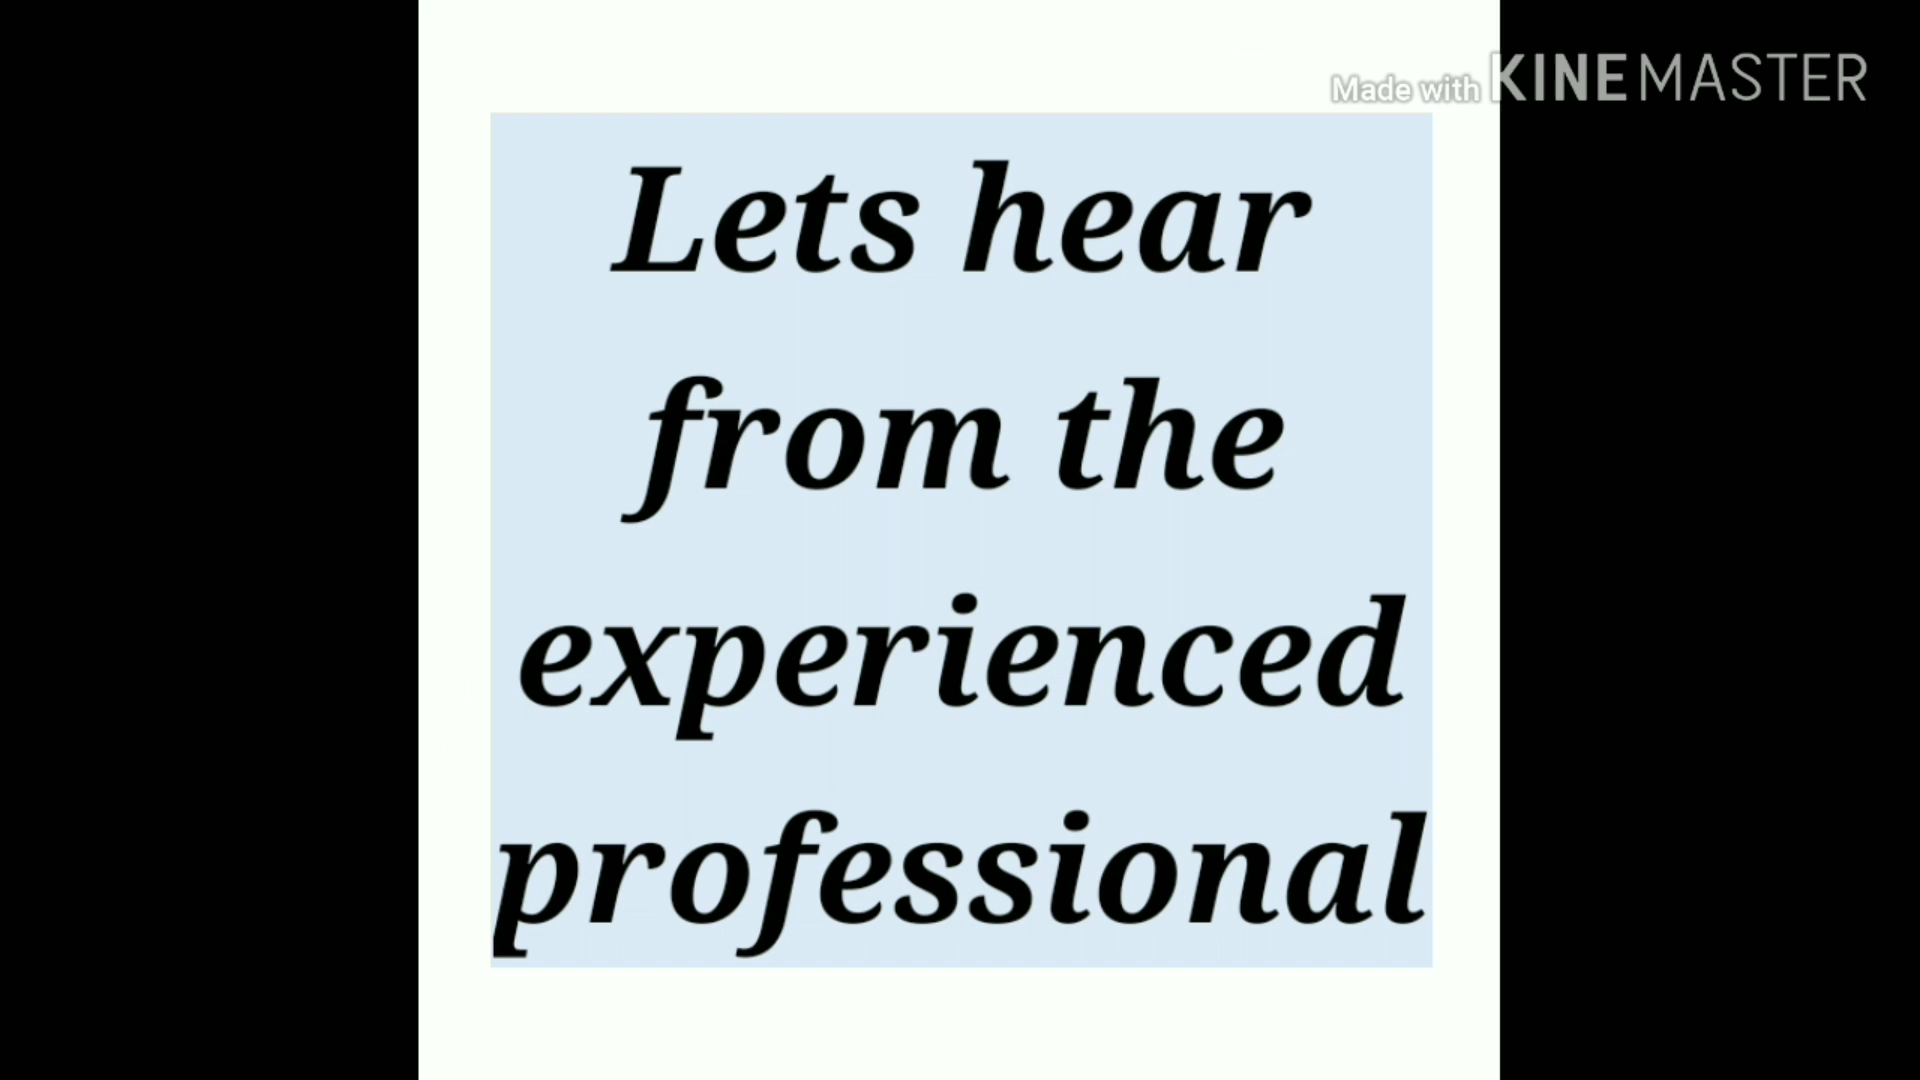 Made with KINEMASTER
Lets hear
from the
experienced
professional